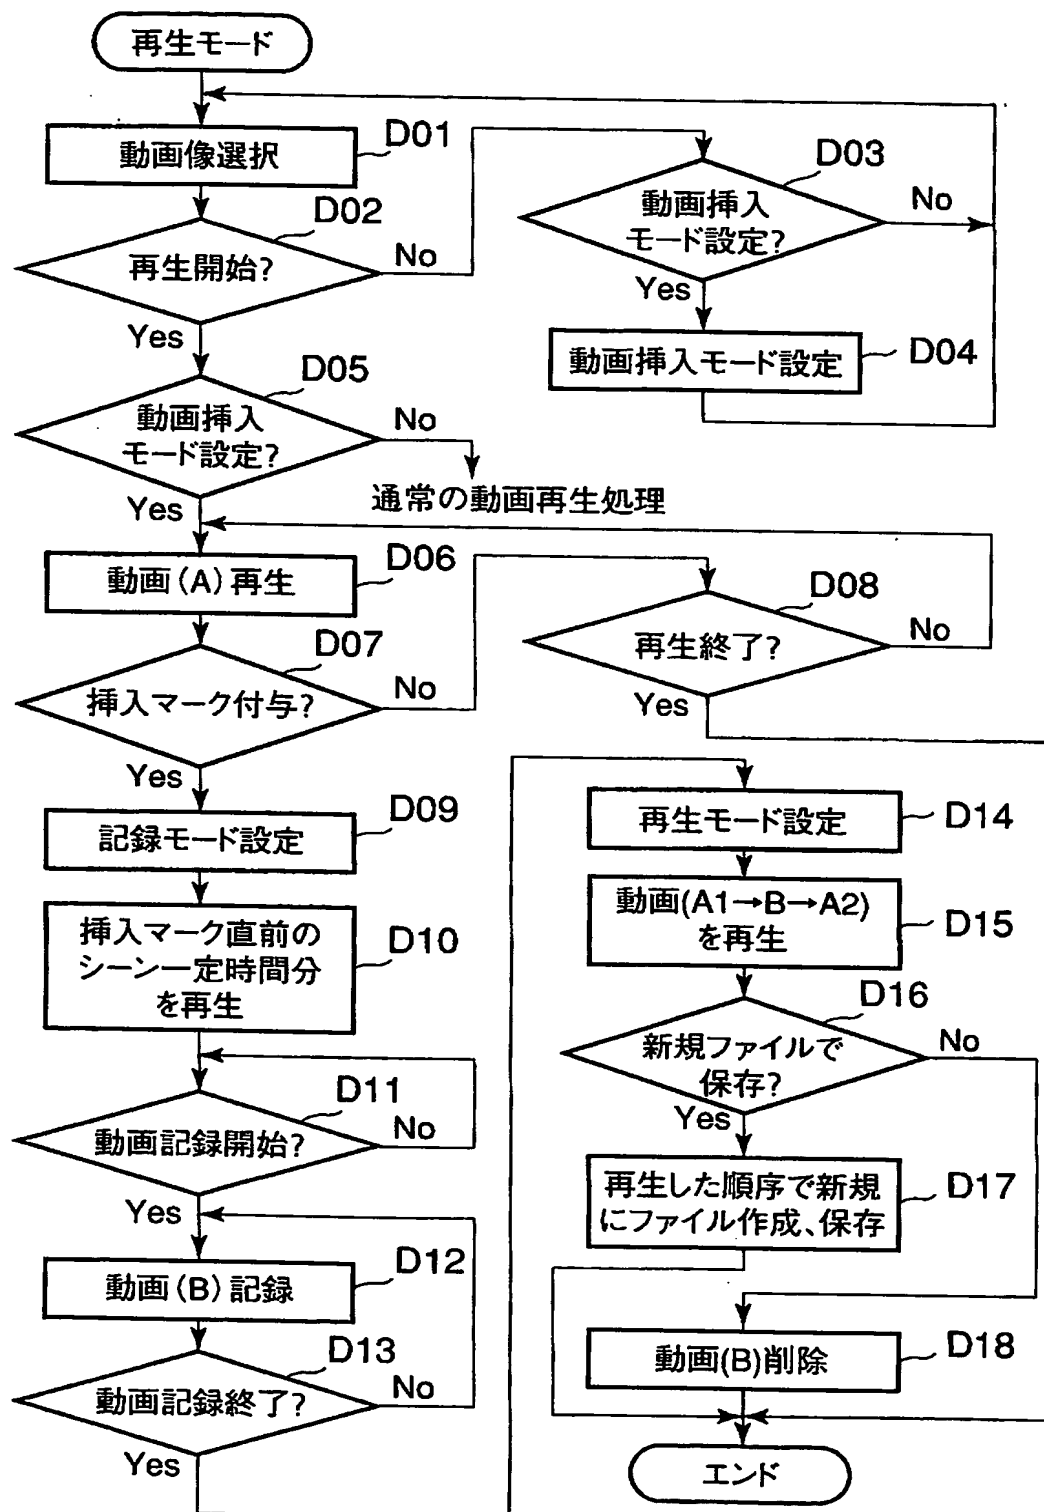 再生モード
動画像選択
D01
D02
再生開始?
No
Yes
D03
動画挿入
モード設定?
No
Yes
動画挿入モード設定
D04
D05
動画挿入
モード設定?
No
Yes
通常の動画再生処理
動画(A)再生
D06
D07
挿入マーク付与?
No
Yes
D08
再生終了?
No
Yes
記録モード設定
D09
挿入マーク直前の
シーン一定時間分
を再生
D10
D11
動画記録開始?
No
Yes
動画(B)記録
D12
D13
動画記録終了?
No
Yes
再生モード設定
D14
動画(A1→B→A2)
を再生
D15
D16
新規ファイルで
保存?
No
Yes
再生した順序で新規
にファイル作成、保存
D17
動画(B)削除
D18
エンド